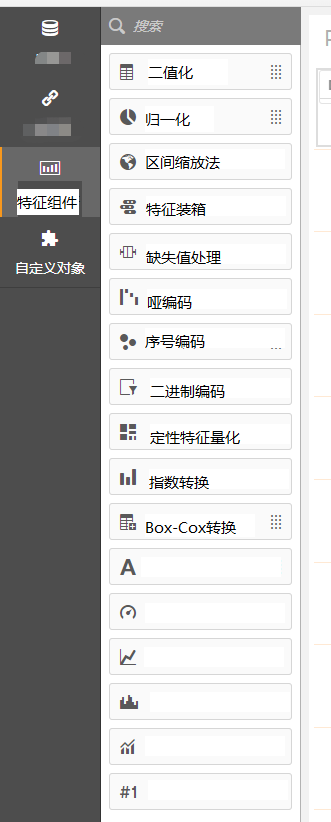 搜索
特征组件
自定义对象
二值化
归一化
区间缩放法
特征装箱
缺失值处理
哑编码
序号编码
...
二进制编码
定性特征量化
指数转换
Box-Cox转换
A
#1